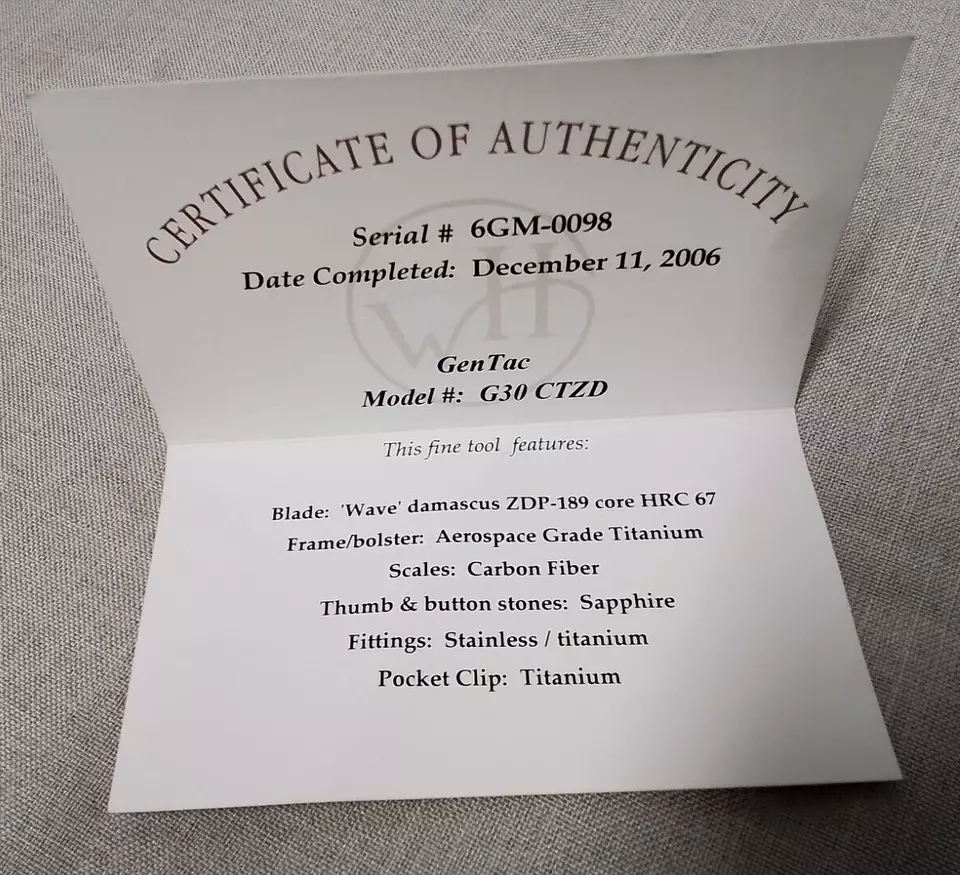 CERTIFICATE OF AUTHENTICITY
Serial # 6GM-0098
Date Completed: December 11, 2006
WH
GenTac
Model #: G30 CTZD
This fine tool features:
Blade: 'Wave' damascus ZDP-189 core HRC 67
Frame/bolster: Aerospace Grade Titanium
Scales: Carbon Fiber
Thumb & button stones: Sapphire
Fittings: Stainless / titanium
Pocket Clip: Titanium